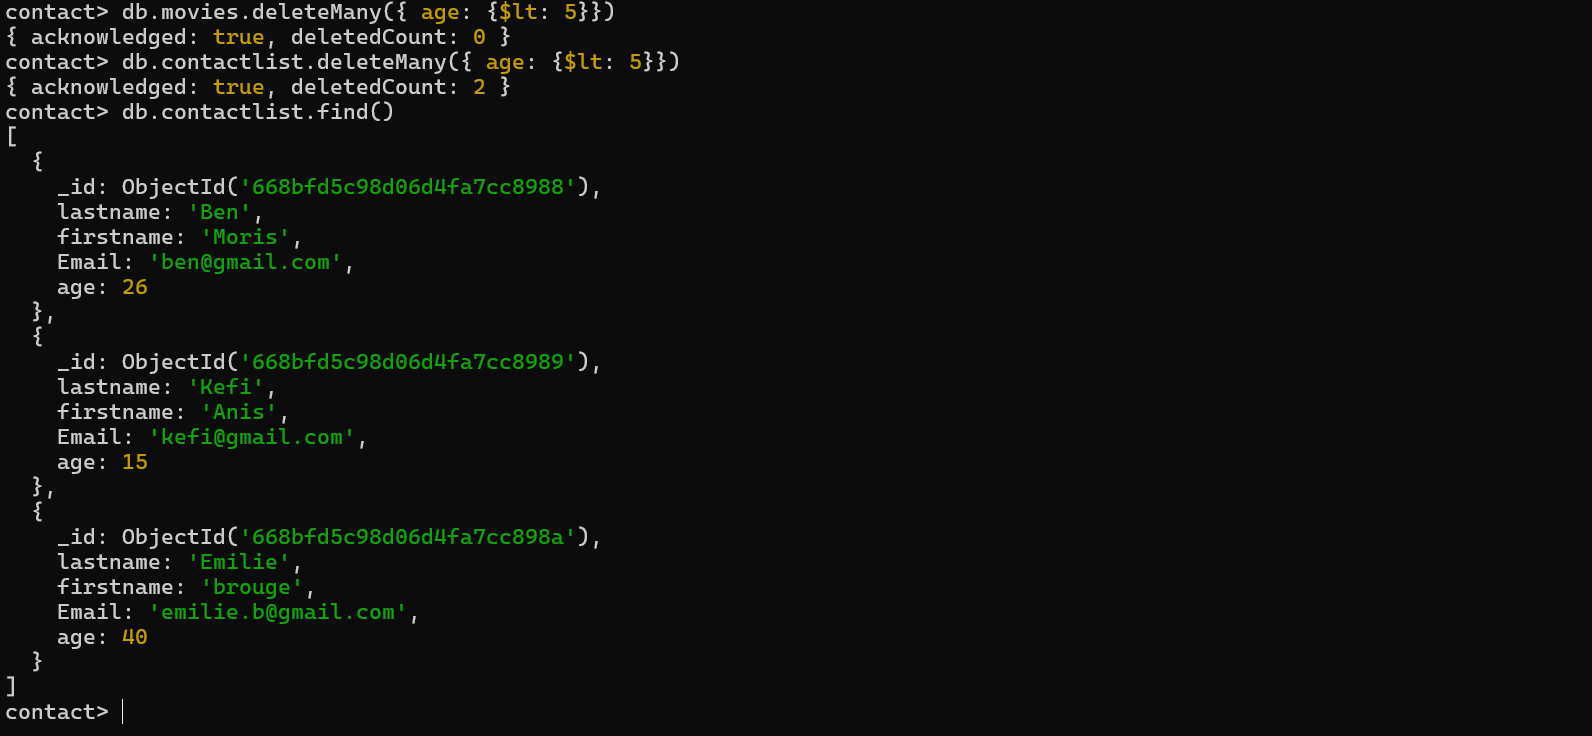 contact> db.movies.deleteMany({ age: {$lt: 5}})
{ acknowledged: true, deletedCount: 0 }
contact> db.contactlist.deleteMany({ age: {$lt: 5}})
{ acknowledged: true, deletedCount: 2 }
contact> db.contactlist.find()
[
  {
    _id: ObjectId('668bfd5c98d06d4fa7cc8988'),
    lastname: 'Ben',
    firstname: 'Moris',
    Email: 'ben@gmail.com',
    age: 26
  },
  {
    _id: ObjectId('668bfd5c98d06d4fa7cc8989'),
    lastname: 'Kefi',
    firstname: 'Anis',
    Email: 'kefi@gmail.com',
    age: 15
  },
  {
    _id: ObjectId('668bfd5c98d06d4fa7cc898a'),
    lastname: 'Emilie',
    firstname: 'brouge',
    Email: 'emilie.b@gmail.com',
    age: 40
  }
]
contact>